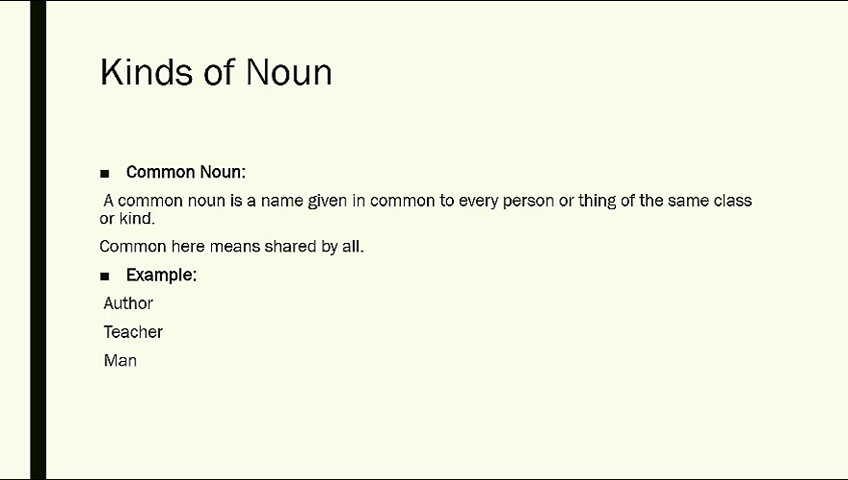 Kinds of Noun
■ Common Noun:
A common noun is a name given in common to every person or thing of the same class
or kind.
Common here means shared by all.
■ Example:
Author
Teacher
Man